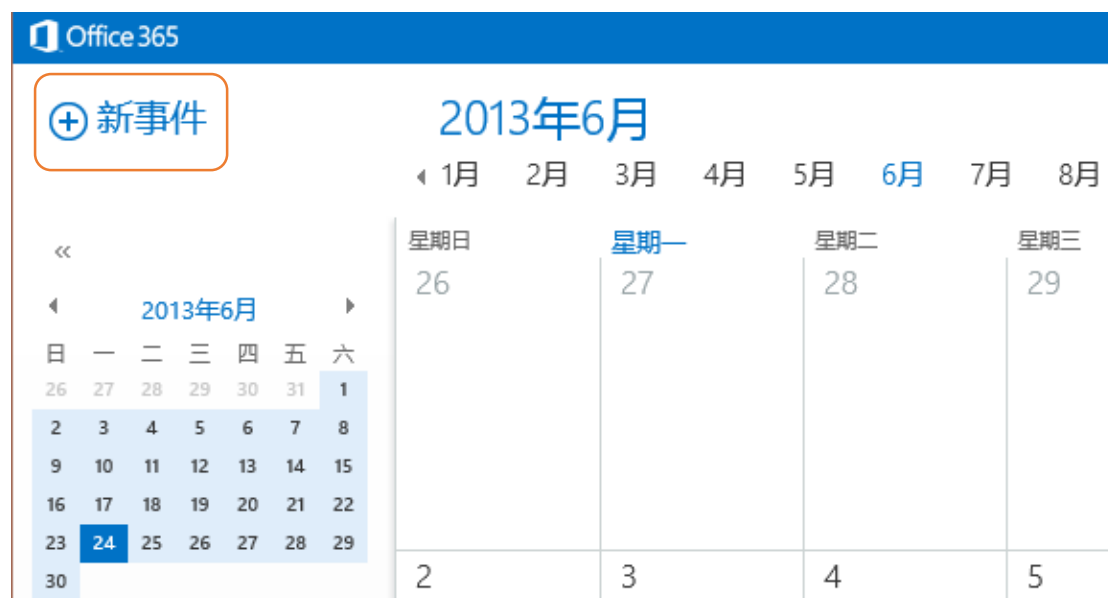 Office 365
新事件
2013年6月
1月 2月 3月 4月 5月 6月 7月 8月
«
2013年6月
日 一 二 三 四 五 六
26 27 28 29 30 31 1
2 3 4 5 6 7 8
9 10 11 12 13 14 15
16 17 18 19 20 21 22
23 24 25 26 27 28 29
30
星期日 星期一 星期二 星期三
26 27 28 29
2 3 4 5